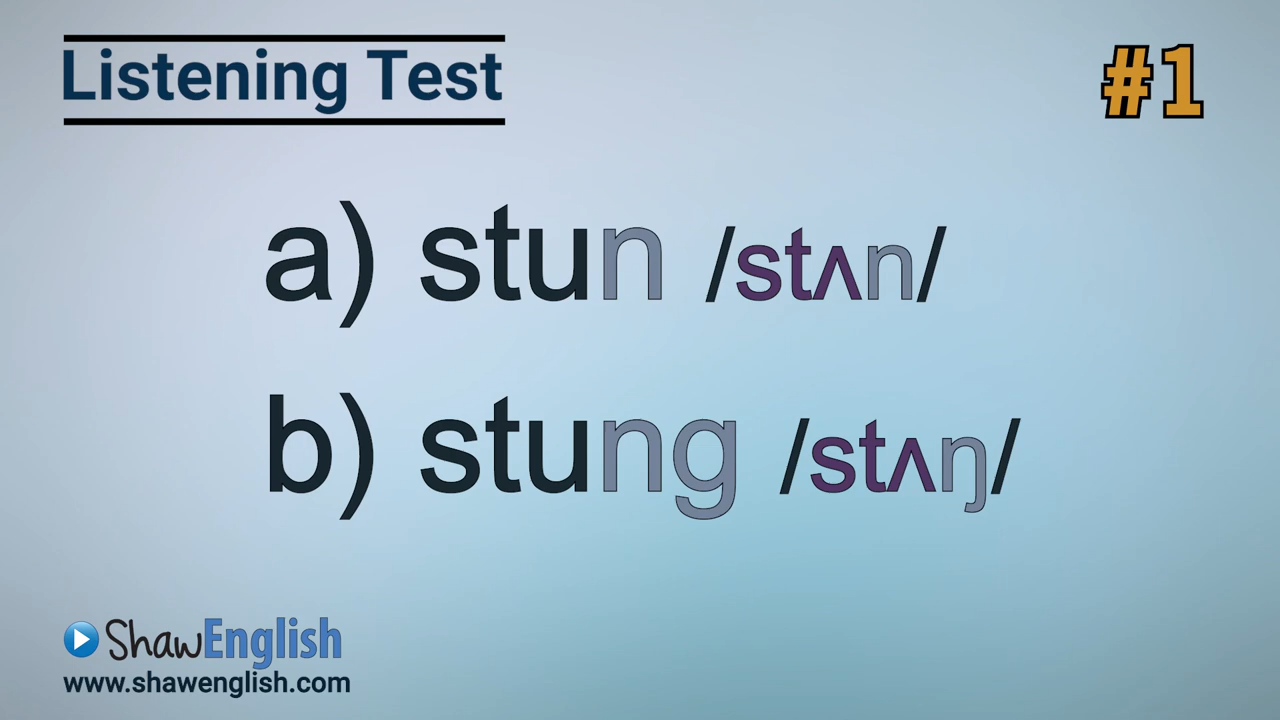 Listening Test
#1
a) stun /stʌn/
b) stung /stʌŋ/
ShawEnglish
www.shawenglish.com